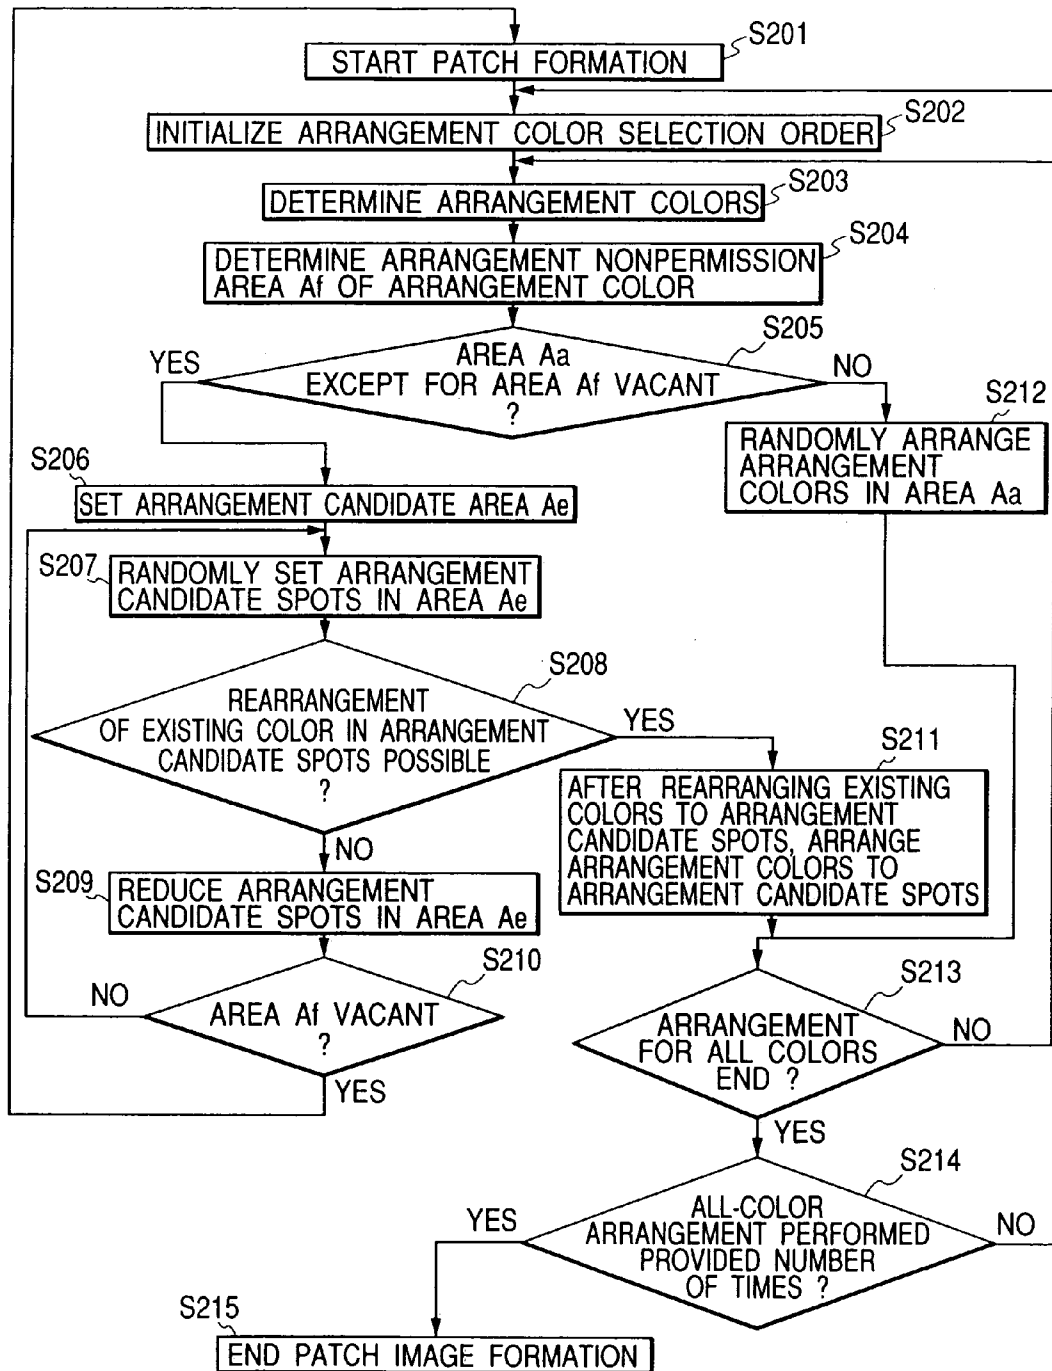 S201
START PATCH FORMATION
S202
INITIALIZE ARRANGEMENT COLOR SELECTION ORDER
S203
DETERMINE ARRANGEMENT COLORS
S204
DETERMINE ARRANGEMENT NONPERMISSION
AREA Af OF ARRANGEMENT COLOR
S205
YES
AREA Aa
EXCEPT FOR AREA Af VACANT
?
NO
S212
RANDOMLY ARRANGE
ARRANGEMENT
COLORS IN AREA Aa
S206
SET ARRANGEMENT CANDIDATE AREA Ae
S207
RANDOMLY SET ARRANGEMENT
CANDIDATE SPOTS IN AREA Ae
S208
REARRANGEMENT
OF EXISTING COLOR IN ARRANGEMENT
CANDIDATE SPOTS POSSIBLE
?
YES
S211
AFTER REARRANGING EXISTING
COLORS TO ARRANGEMENT
CANDIDATE SPOTS, ARRANGE
ARRANGEMENT COLORS TO
ARRANGEMENT CANDIDATE SPOTS
NO
S209
REDUCE ARRANGEMENT
CANDIDATE SPOTS IN AREA Ae
S210
NO
AREA Af VACANT
?
YES
S213
ARRANGEMENT
FOR ALL COLORS
END ?
NO
YES
S214
ALL-COLOR
ARRANGEMENT PERFORMED
PROVIDED NUMBER
OF TIMES ?
YES
NO
S215
END PATCH IMAGE FORMATION